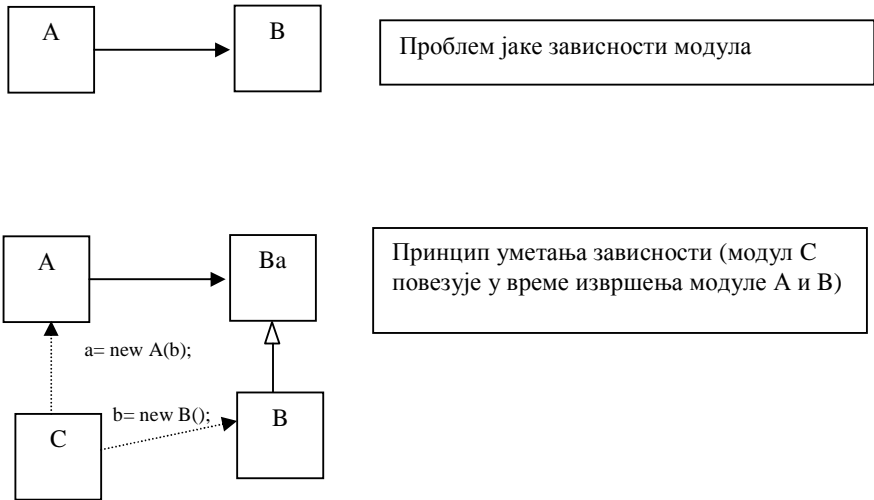 A
B
Проблем јаке зависности модула
A
Ba
Принцип уметања зависности (модул C
повезује у време извршења модуле A и B)
a= new A(b);
b= new B();
B
C